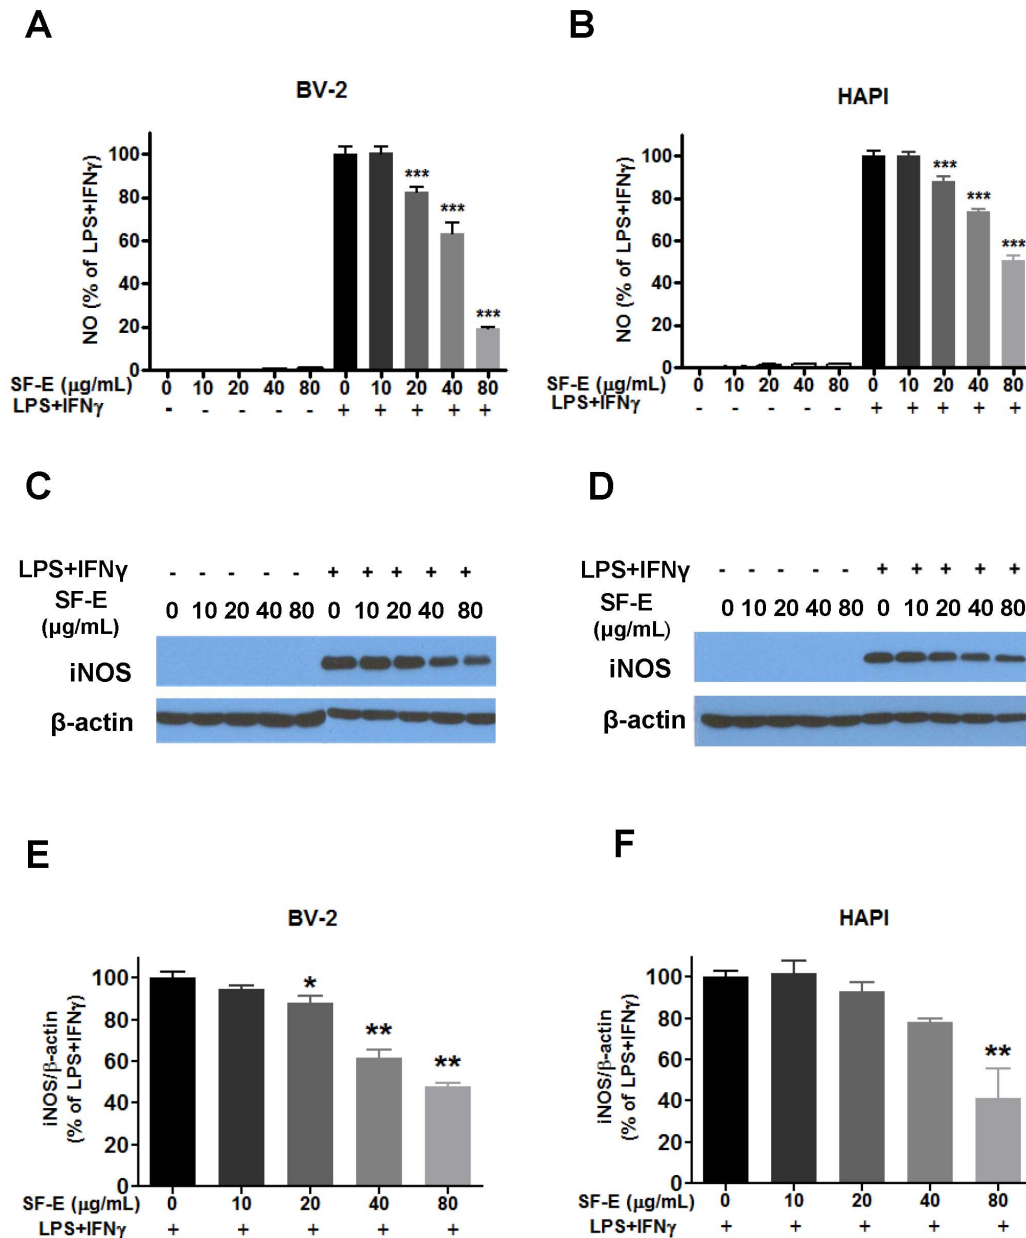 A
B
BV-2
HAPI
NO (% of LPS+IFNγ)
100
80
60
40
20
0
*** *** ***
SF-E (µg/mL) 0 10 20 40 80 0 10 20 40 80
LPS+IFNγ - - - - - + + + + +
NO (% of LPS+IFNγ)
100
80
60
40
20
0
*** *** ***
SF-E (µg/mL) 0 10 20 40 80 0 10 20 40 80
LPS+IFNγ - - - - - + + + + +
C
D
LPS+IFNγ - - - - - + + + + +
SF-E 0 10 20 40 80 0 10 20 40 80
(µg/mL)
iNOS
β-actin
LPS+IFNγ - - - - - + + + + +
SF-E 0 10 20 40 80 0 10 20 40 80
(µg/mL)
iNOS
β-actin
E
F
BV-2
HAPI
iNOS/β-actin
(% of LPS+IFNγ)
100
80
60
40
20
0
* ** **
SF-E (µg/mL) 0 10 20 40 80
LPS+IFNγ + + + + +
iNOS/β-actin
(% of LPS+IFNγ)
100
80
60
40
20
0
**
SF-E (µg/mL) 0 10 20 40 80
LPS+IFNγ + + + + +